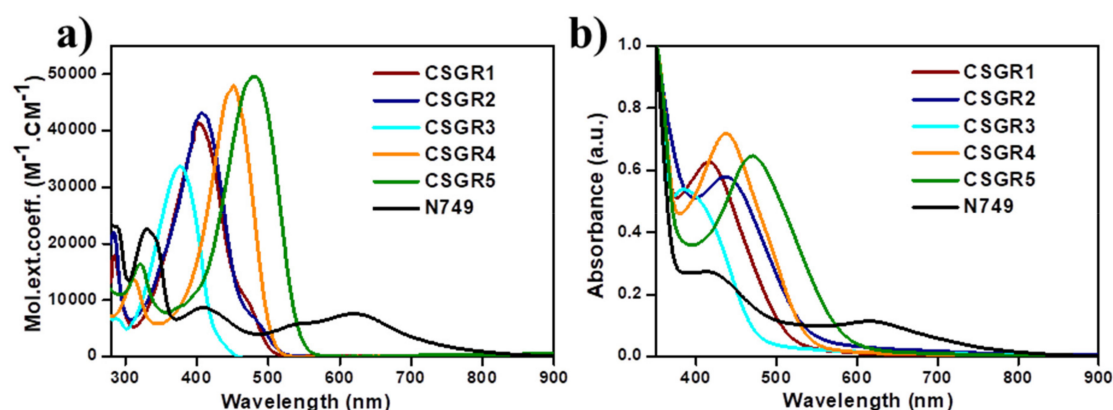 a)
Mol.ext.coeff. (M-1.CM-1)
50000
40000
30000
20000
10000
0
CSGR1
CSGR2
CSGR3
CSGR4
CSGR5
N749
300 400 500 600 700 800 900
Wavelength (nm)
b)
Absorbance (a.u.)
1.0
0.8
0.6
0.4
0.2
0.0
CSGR1
CSGR2
CSGR3
CSGR4
CSGR5
N749
400 500 600 700 800 900
Wavelength (nm)